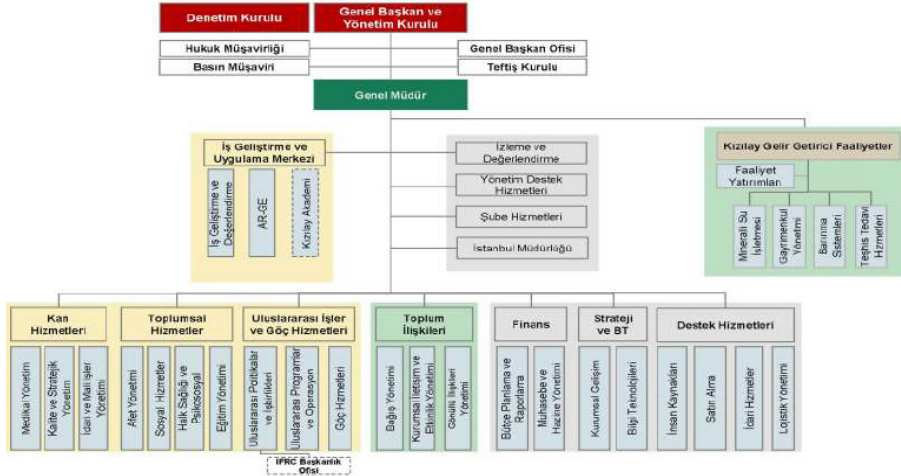 Denetim Kurulu
Genel Başkan ve
Yönetim Kurulu
Hukuk Müşavirliği
Genel Başkan Ofisi
Basın Müşaviri
Teftiş Kurulu
Genel Müdür
İş Geliştirme ve
Uygulama Merkezi
İş Geliştirme ve
Değerlendirme
AR-GE
Kızılay Akademi
İzleme ve
Değerlendirme
Yönetim Destek
Hizmetleri
Şube Hizmetleri
İstanbul Müdürlüğü
Kızılay Gelir Getirici Faaliyetler
Faaliyet
Yatırımları
Mineralli Su
İşletmesi
Gayrimenkul
Yönetimi
Barınma
Sistemleri
Teşhis Tedavi
Hizmetleri
Kan
Hizmetleri
Medikal Yönetim
Kalite ve Stratejik
Yönetim
İdari ve Mali işler
Yönetimi
Toplumsal
Hizmetler
Afet Yönetimi
Sosyal Hizmetler
Halk Sağlığı ve
Psikososyal
Eğitim Yönetimi
Uluslararası İşler
ve Göç Hizmetleri
Uluslararası Politikalar
ve İşbirlikleri
Uluslararası Programlar
ve Operasyon
Göç Hizmetleri
IFRC Başkanlık
Ofisi
Toplum
İlişkileri
Bağış Yönetimi
Kurumsal İletişim ve
Etkinlik Yönetimi
Gönüllü İlişkileri
Yönetimi
Finans
Bütçe Planlama ve
Raporlama
Muhasebe ve
Hazine Yönetimi
Strateji
ve BT
Kurumsal Gelişim
Bilgi Teknolojileri
Destek Hizmetleri
İnsan Kaynakları
Satın Alma
İdari Hizmetler
Lojistik Yönetimi